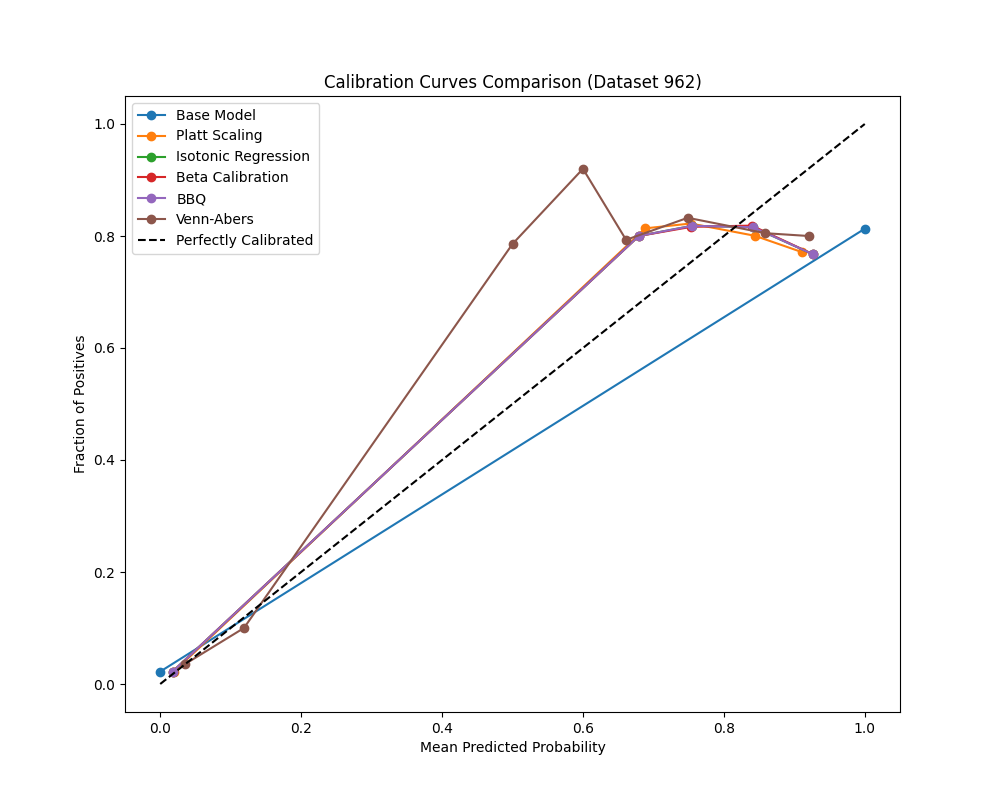 Calibration Curves Comparison (Dataset 962)
Base Model
Platt Scaling
Isotonic Regression
Beta Calibration
BBQ
Venn-Abers
Perfectly Calibrated
1.0
0.8
0.6
0.4
0.2
0.0
Fraction of Positives
0.0 0.2 0.4 0.6 0.8 1.0
Mean Predicted Probability